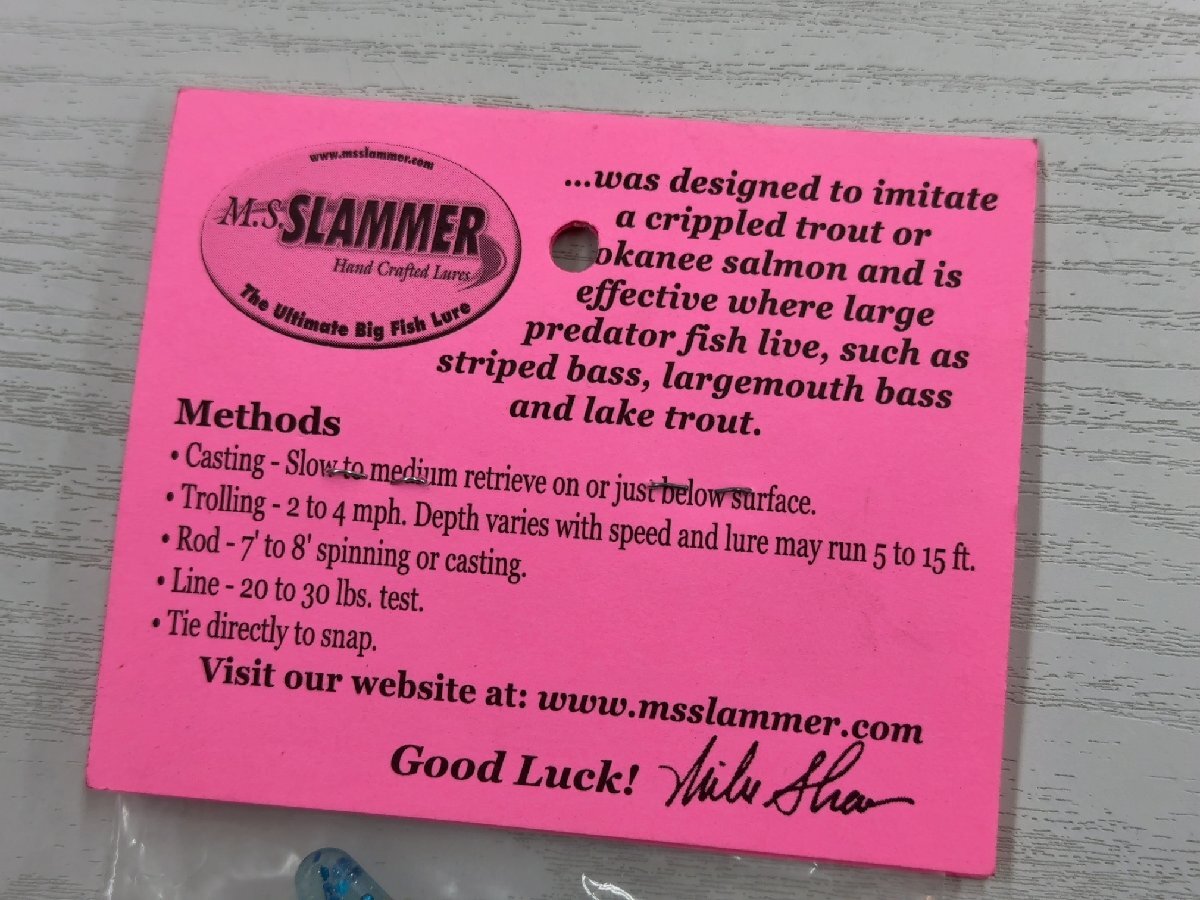 www.msslammer.com
M.S. SLAMMER
Hand Crafted Lures
The Ultimate Big Fish Lure
...was designed to imitate
a crippled trout or
okanee salmon and is
effective where large
predator fish live, such as
striped bass, largemouth bass
and lake trout.
Methods
• Casting - Slow to medium retrieve on or just below surface.
• Trolling - 2 to 4 mph. Depth varies with speed and lure may run 5 to 15 ft.
• Rod - 7' to 8' spinning or casting.
• Line - 20 to 30 lbs. test.
• Tie directly to snap.
Visit our website at: www.msslammer.com
Good Luck! Mike Shaw